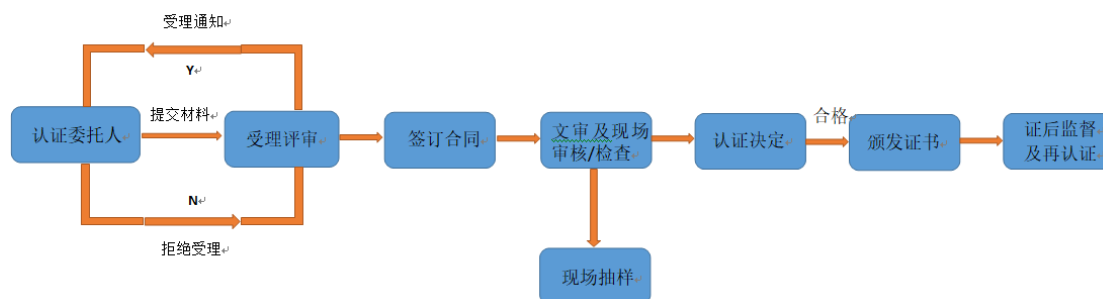 受理通知
Y
认证委托人
提交材料
受理评审
签订合同
文审及现场
审核/检查
认证决定
合格
颁发证书
证后监督
及再认证
N
拒绝受理
现场抽样